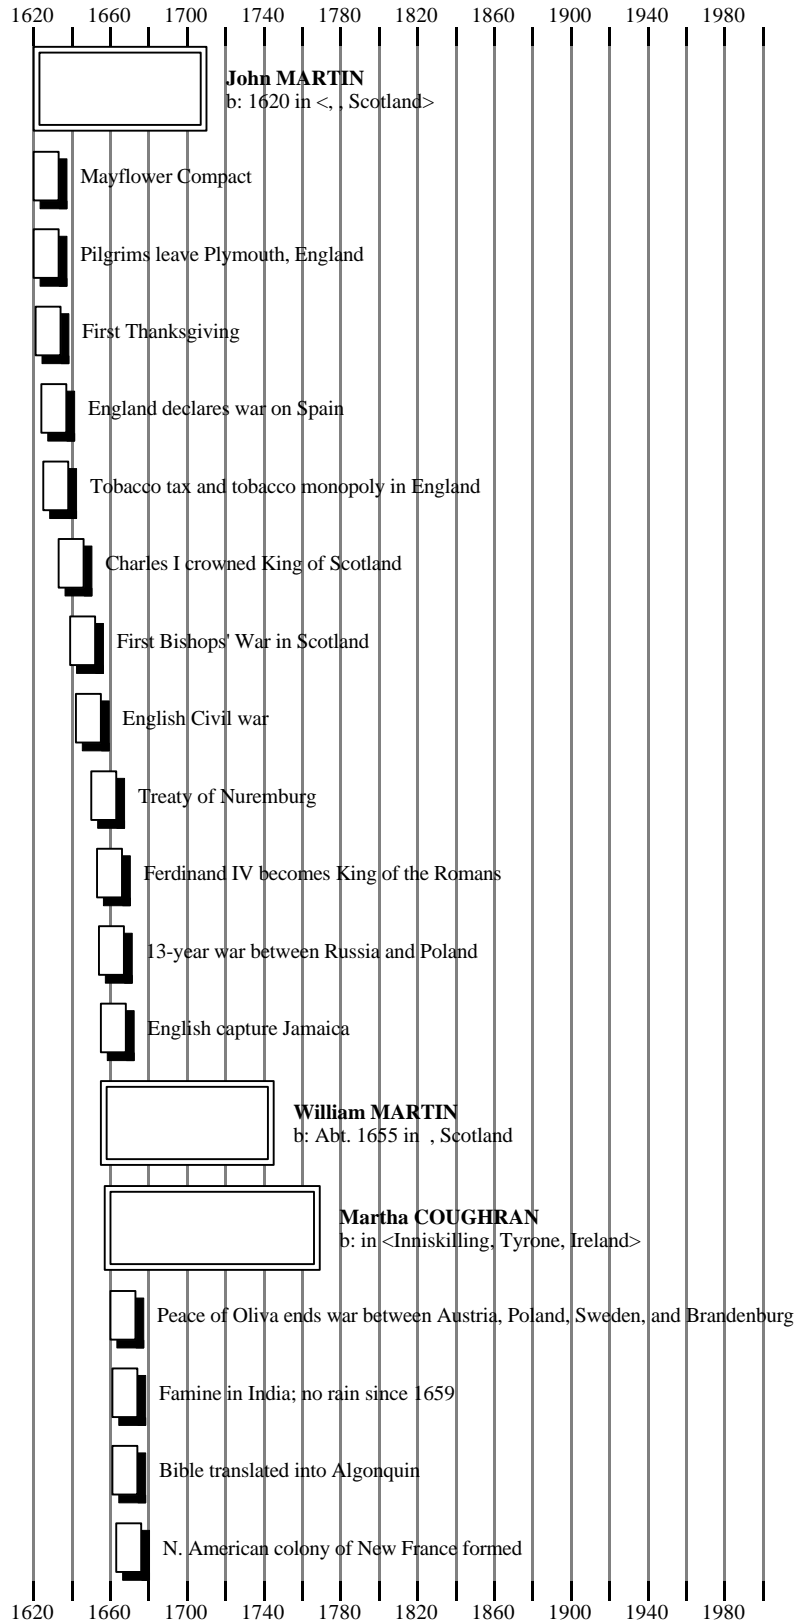 1620 1660 1700 1740 1780 1820 1860 1900 1940 1980
John MARTIN
b: 1620 in <, , Scotland>
Mayflower Compact
Pilgrims leave Plymouth, England
First Thanksgiving
England declares war on Spain
Tobacco tax and tobacco monopoly in England
Charles I crowned King of Scotland
First Bishops' War in Scotland
English Civil war
Treaty of Nuremburg
Ferdinand IV becomes King of the Romans
13-year war between Russia and Poland
English capture Jamaica
William MARTIN
b: Abt. 1655 in , Scotland
Martha COUGHRAN
b: in <Inniskilling, Tyrone, Ireland>
Peace of Oliva ends war between Austria, Poland, Sweden, and Brandenburg
Famine in India; no rain since 1659
Bible translated into Algonquin
N. American colony of New France formed
1620 1660 1700 1740 1780 1820 1860 1900 1940 1980